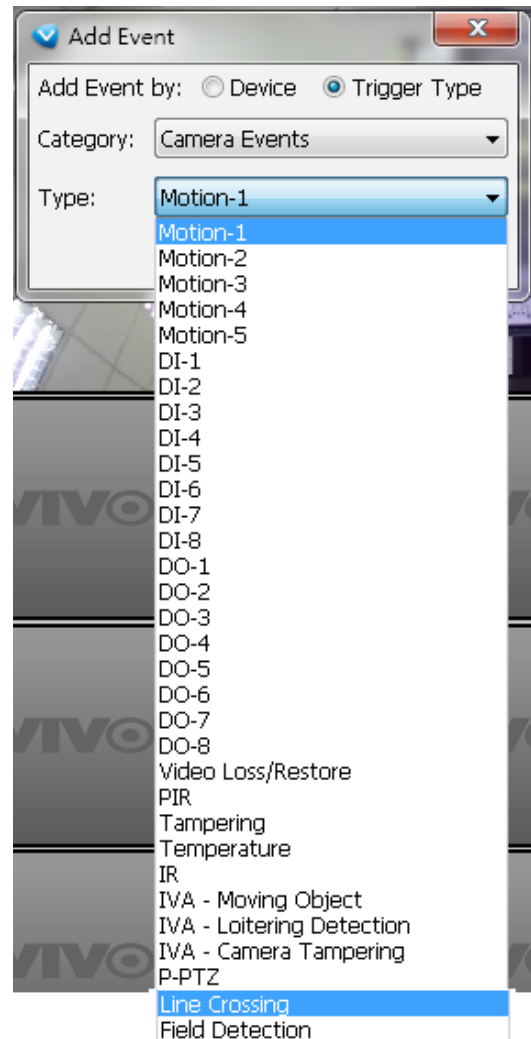 Add Event
Add Event by: Device Trigger Type
Category: Camera Events
Type: Motion-1
Motion-1
Motion-2
Motion-3
Motion-4
Motion-5
DI-1
DI-2
DI-3
DI-4
DI-5
DI-6
DI-7
DI-8
DO-1
DO-2
DO-3
DO-4
DO-5
DO-6
DO-7
DO-8
Video Loss/Restore
PIR
Tampering
Temperature
IR
IVA - Moving Object
IVA - Loitering Detection
IVA - Camera Tampering
P-PTZ
Line Crossing
Field Detection